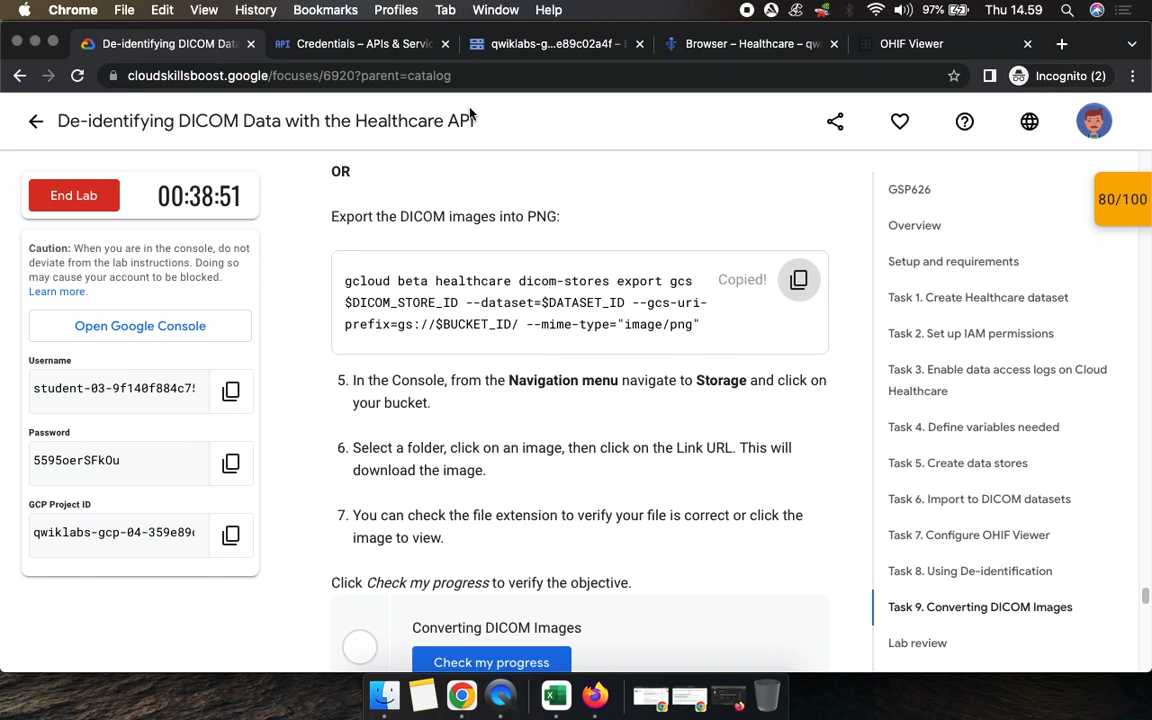 Chrome File Edit View History Bookmarks Profiles Tab Window Help 97% Thu 14.59
De-identifying DICOM Data
API Credentials – APIs & Servic
qwiklabs-g...e89c02a4f –
Browser – Healthcare – qw
OHIF Viewer
cloudskillsboost.google/focuses/6920?parent=catalog
Incognito (2)
De-identifying DICOM Data with the Healthcare API
End Lab
00:38:51
Caution: When you are in the console, do not
deviate from the lab instructions. Doing so
may cause your account to be blocked.
Learn more.
Open Google Console
Username
student-03-9f140f884c7
Password
5595oerSFkOu
GCP Project ID
qwiklabs-gcp-04-359e89
OR
Export the DICOM images into PNG:
gcloud beta healthcare dicom-stores export gcs
$DICOM_STORE_ID --dataset=$DATASET_ID --gcs-uri-
prefix=gs://$BUCKET_ID/ --mime-type="image/png"
Copied!
5. In the Console, from the Navigation menu navigate to Storage and click on
your bucket.
6. Select a folder, click on an image, then click on the Link URL. This will
download the image.
7. You can check the file extension to verify your file is correct or click the
image to view.
Click Check my progress to verify the objective.
Converting DICOM Images
Check my progress
GSP626
Overview
Setup and requirements
Task 1. Create Healthcare dataset
Task 2. Set up IAM permissions
Task 3. Enable data access logs on Cloud
Healthcare
Task 4. Define variables needed
Task 5. Create data stores
Task 6. Import to DICOM datasets
Task 7. Configure OHIF Viewer
Task 8. Using De-identification
Task 9. Converting DICOM Images
Lab review
80/100